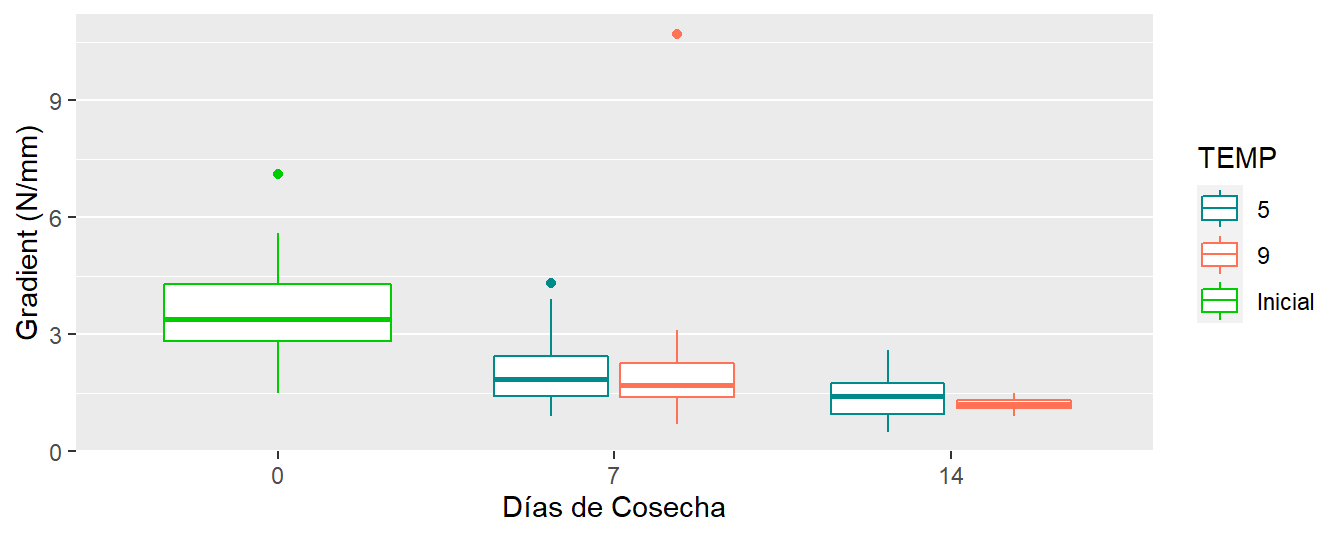 Gradient (N/mm)
9
6
3
0
0 7 14
Días de Cosecha
TEMP
5
9
Inicial